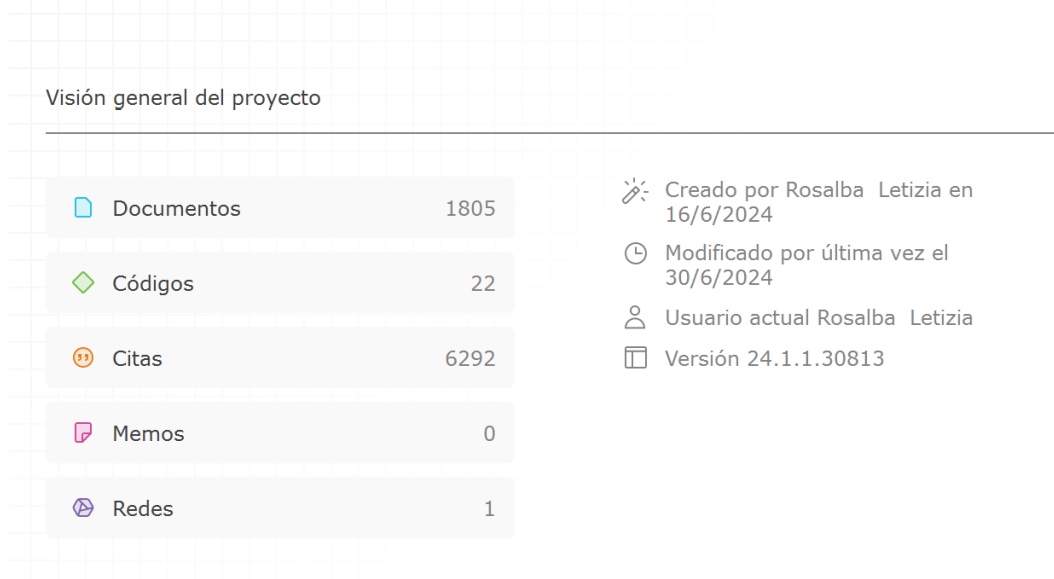 Visión general del proyecto
Documentos 1805
Códigos 22
Citas 6292
Memos 0
Redes 1
Creado por Rosalba  Letizia en
16/6/2024
Modificado por última vez el
30/6/2024
Usuario actual Rosalba  Letizia
Versión 24.1.1.30813